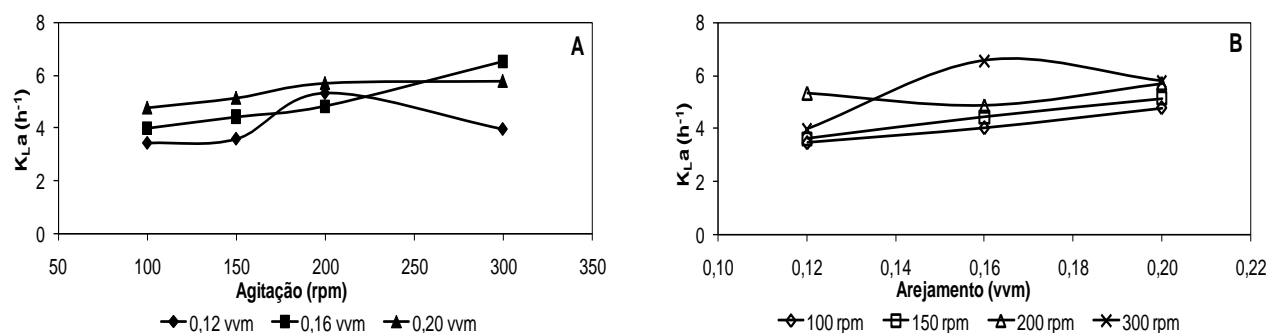 A
K_L a (h⁻¹)
8
6
4
2
0
50 100 150 200 250 300 350
Agitação (rpm)
0,12 vvm 0,16 vvm 0,20 vvm
B
K_L a (h⁻¹)
8
6
4
2
0
0,10 0,12 0,14 0,16 0,18 0,20 0,22
Arejamento (vvm)
100 rpm 150 rpm 200 rpm 300 rpm